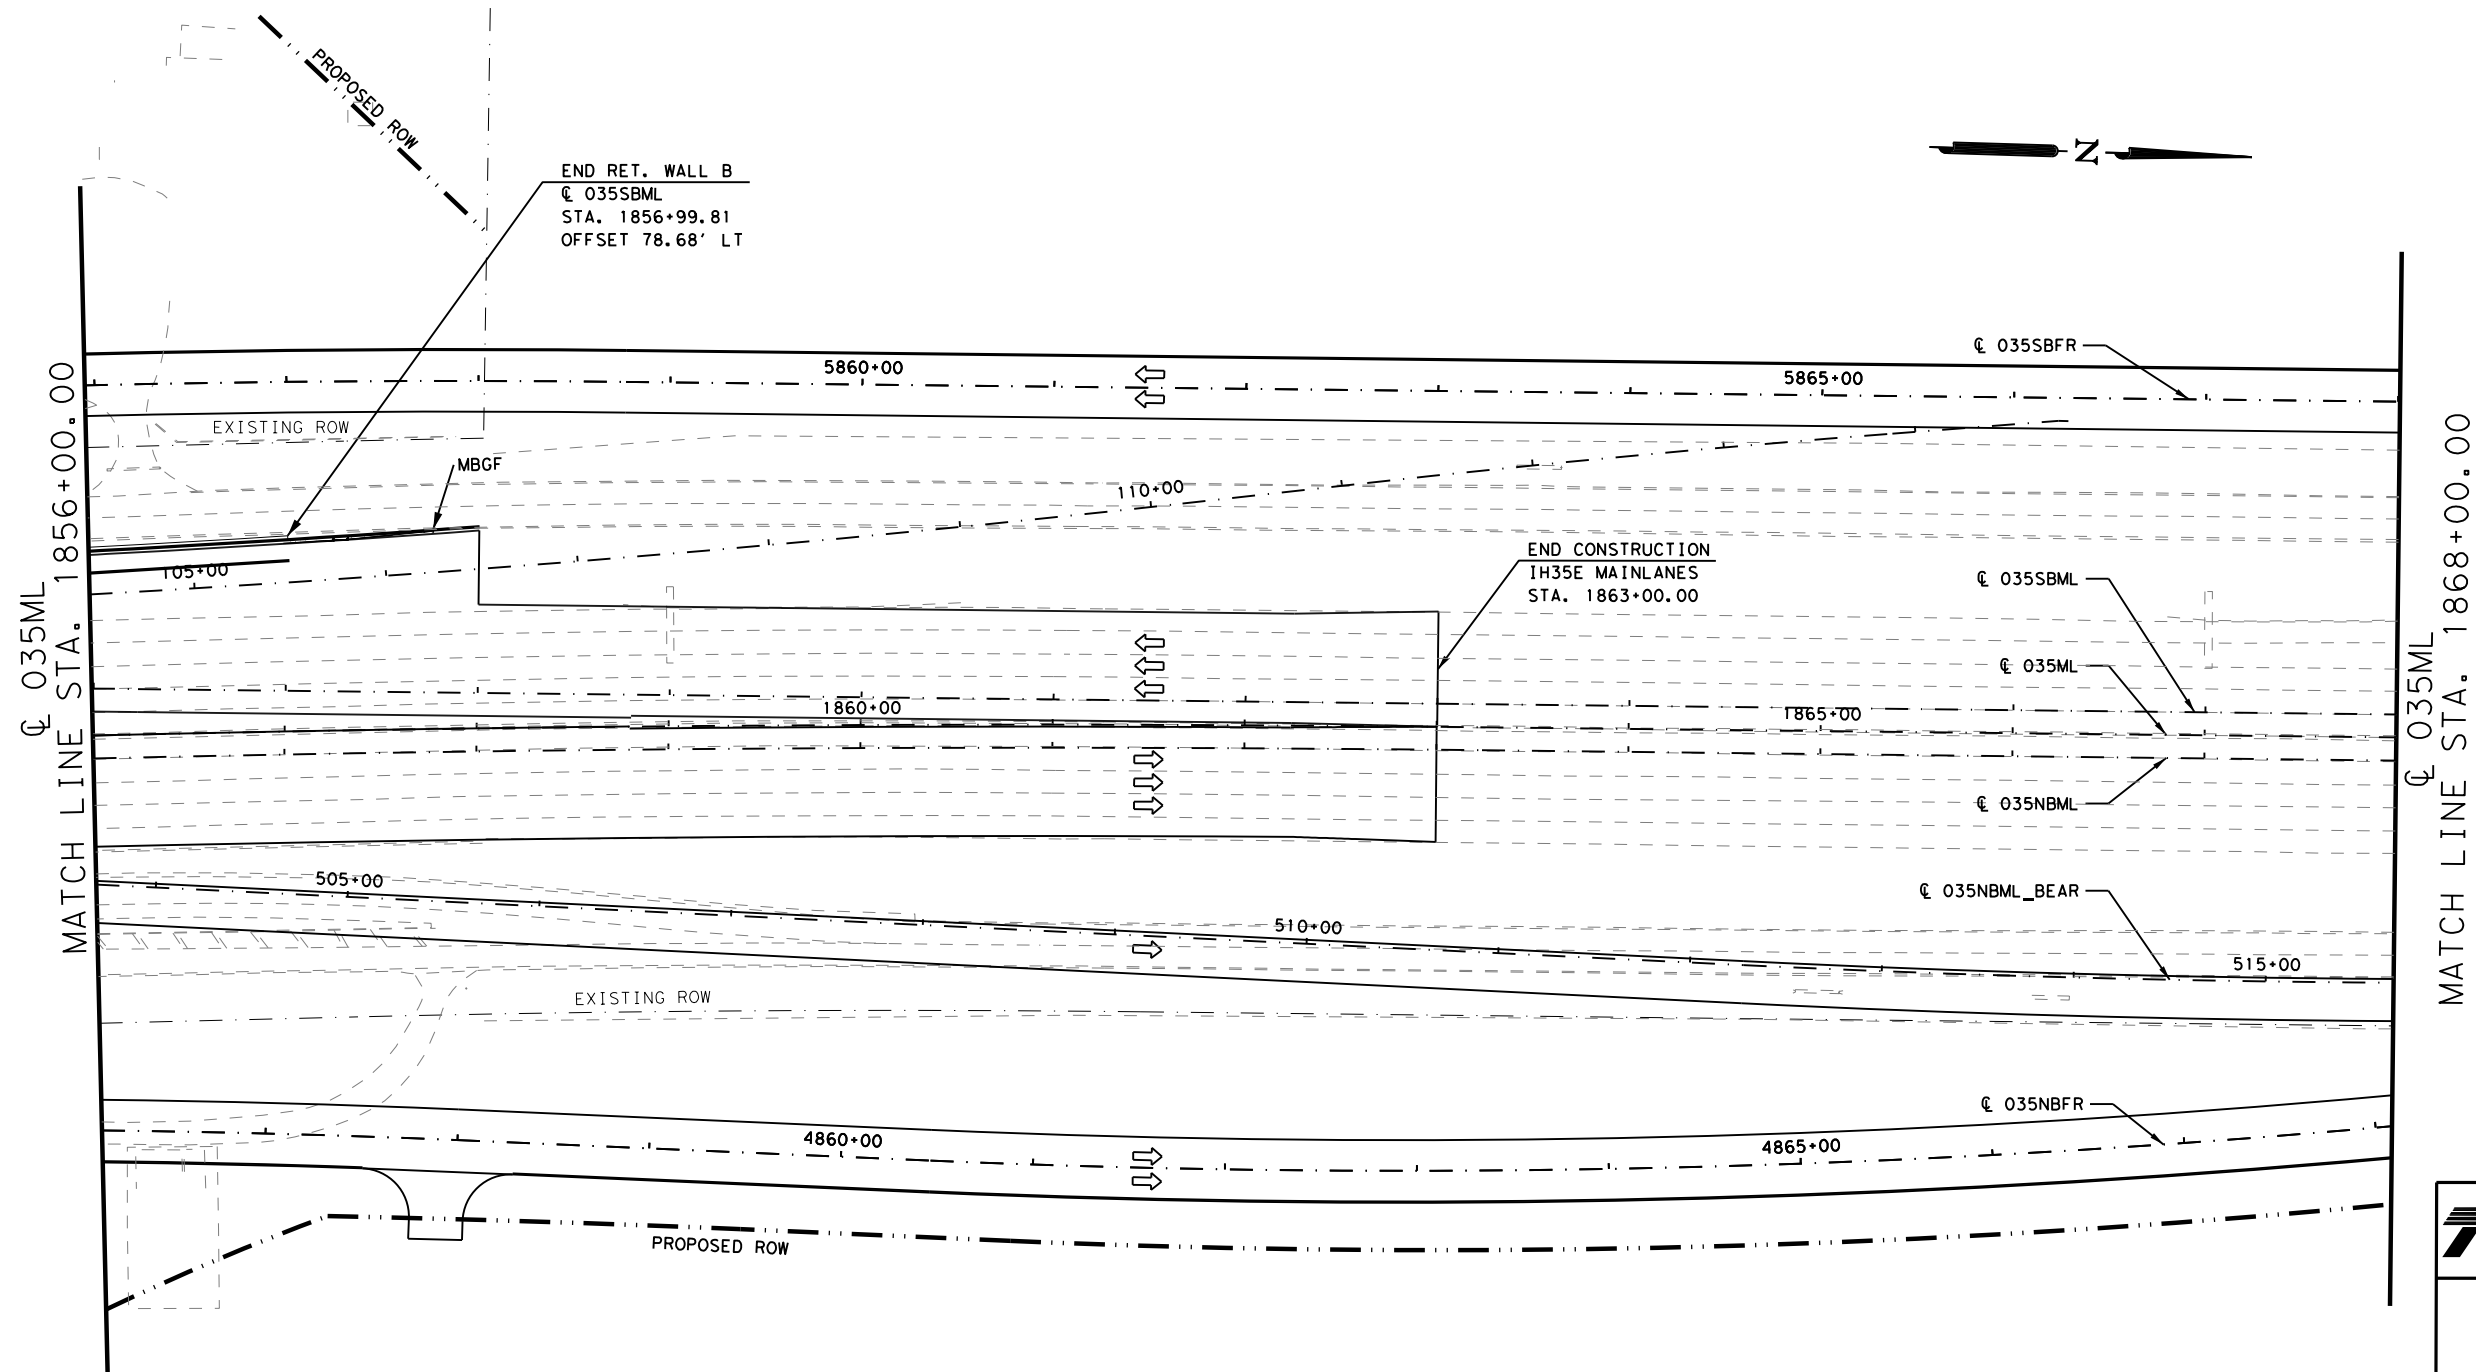 PROPOSED ROW
N
END RET. WALL B
℄ 035SBML
STA. 1856+99.81
OFFSET 78.68' LT
℄ 035SBFR
5860+00
5865+00
EXISTING ROW
MBGF
110+00
105+00
END CONSTRUCTION
IH35E MAINLANES
STA. 1863+00.00
℄ 035SBML
℄ 035ML
1860+00
1865+00
℄ 035NBML
505+00
℄ 035NBML_BEAR
510+00
515+00
EXISTING ROW
℄ 035NBFR
4860+00
4865+00
PROPOSED ROW
℄ 035ML
MATCH LINE STA. 1856+00.00
℄ 035ML
MATCH LINE STA. 1868+00.00